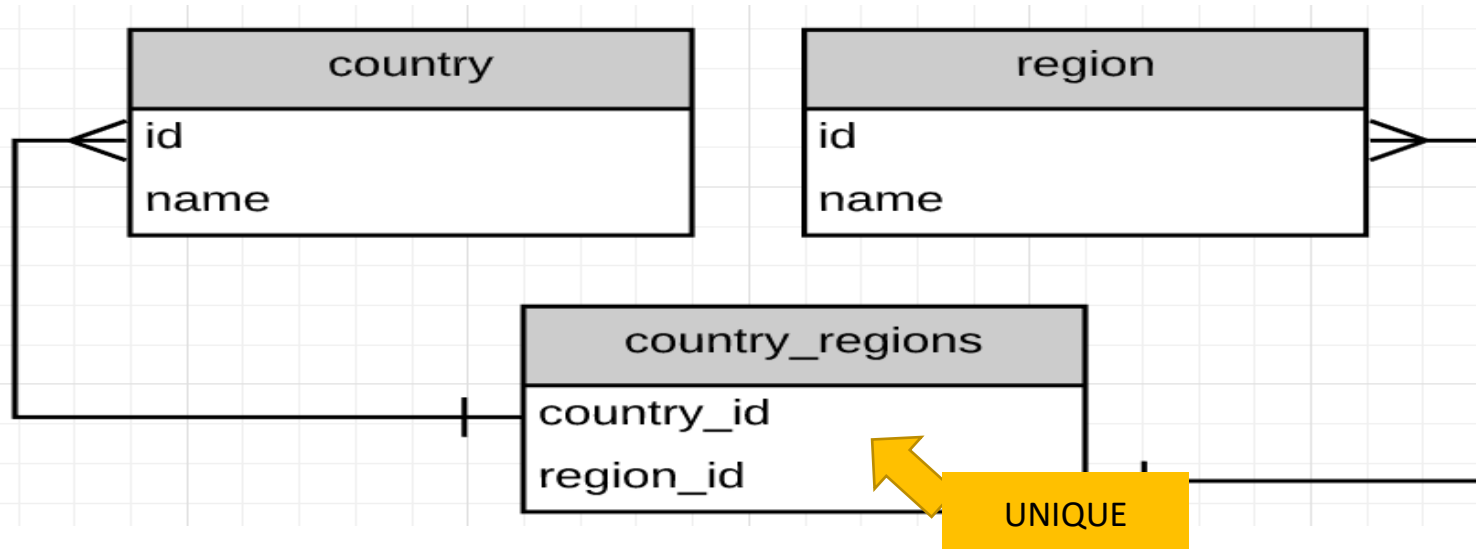 country
id
name
region
id
name
country_regions
country_id
region_id
UNIQUE